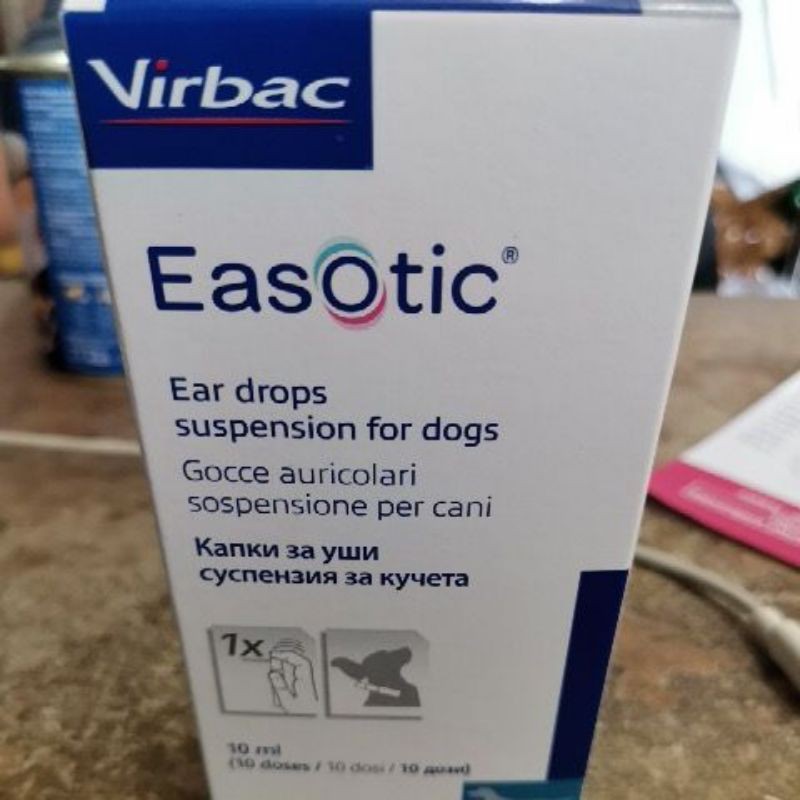 Virbac
Easotic®
Ear drops
suspension for dogs
Gocce auricolari
sospensione per cani
Капки за уши
суспензия за кучета
1x
10 ml
(10 doses / 10 dosi / 10 дози)